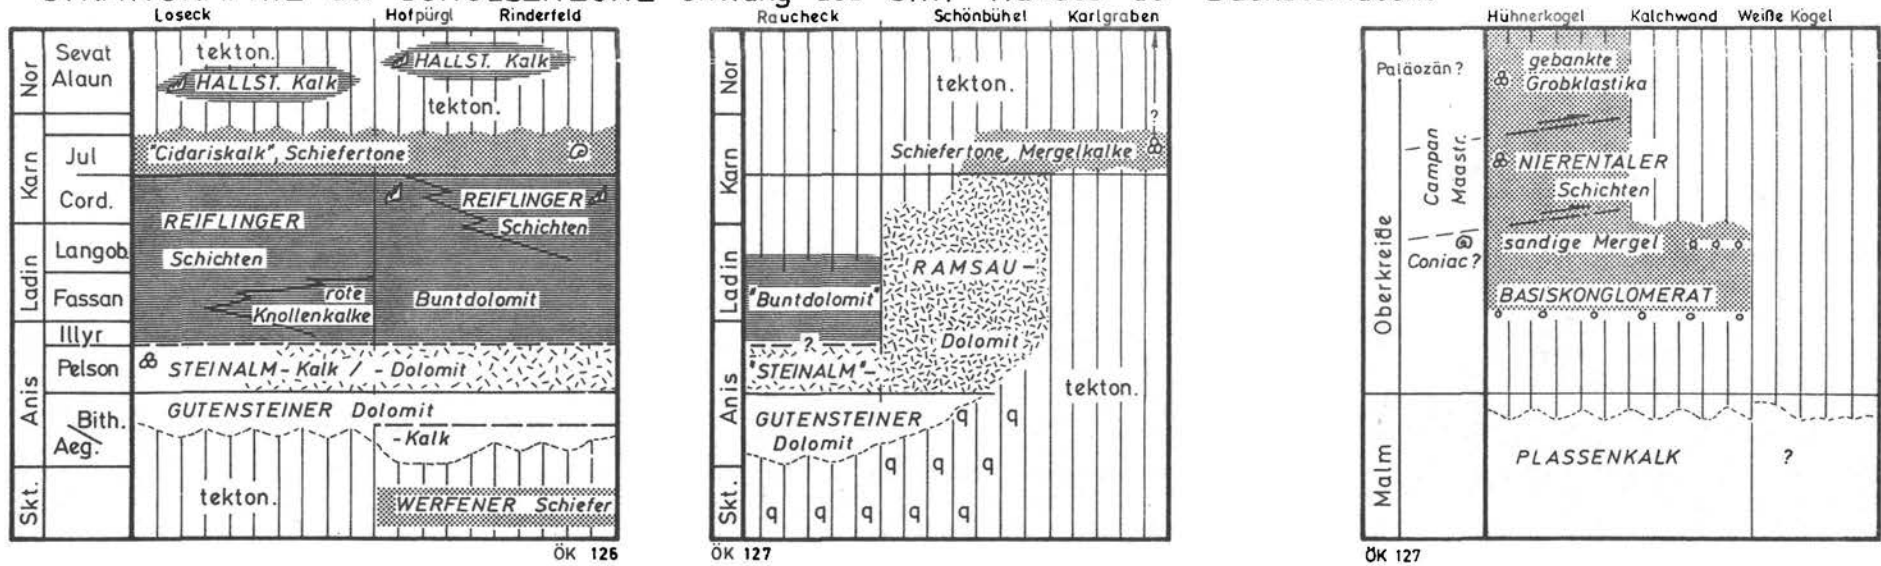 Loseck Hofpürgl Rinderfeld
Nor
Sevat
Alaun
Karn
Jul
Cord.
Ladin
Langob.
Fassan
Anis
Illyr
Pelson
Bith.
Aeg.
Skt.
tekton.
HALLST. Kalk
HALLST. Kalk
tekton.
"Cidariskalk", Schiefertone
REIFLINGER
Schichten
REIFLINGER
Schichten
rote
Knollenkalke
Buntdolomit
STEINALM - Kalk / - Dolomit
GUTENSTEINER Dolomit
- Kalk
tekton.
WERFENER Schiefer
ÖK 126
Raucheck Schönbühel Karlgraben
Nor
Karn
Ladin
Anis
Skt.
tekton.
?
Schiefertone, Mergelkalke
RAMSAU -
Dolomit
"Buntdolomit"
?
"STEINALM" -
GUTENSTEINER
Dolomit
tekton.
q q
q q q
q q q q q
ÖK 127
Hühnerkogel Kalchwand Weiße Kögel
Oberkreide
Malm
Paläozän?
Campan
Maastr.
Coniac?
gebankte
Grobklastika
NIERENTALER
Schichten
sandige Mergel
BASISKONGLOMERAT
PLASSENKALK ?
ÖK 127